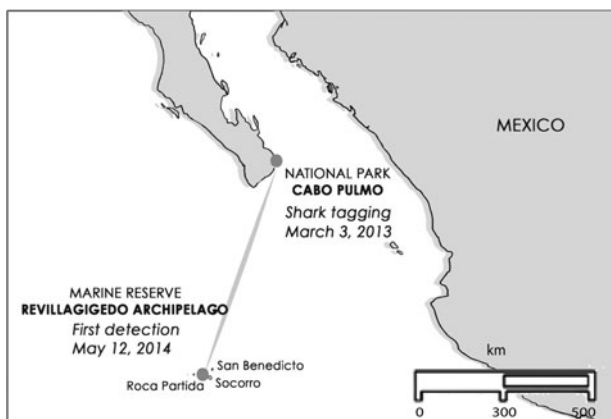 MEXICO
NATIONAL PARK
CABO PULMO
Shark tagging
March 3, 2013
MARINE RESERVE
REVILLAGIGEDO ARCHIPELAGO
First detection
May 12, 2014
San Benedicto
Roca Partida
Socorro
km
0 300 500